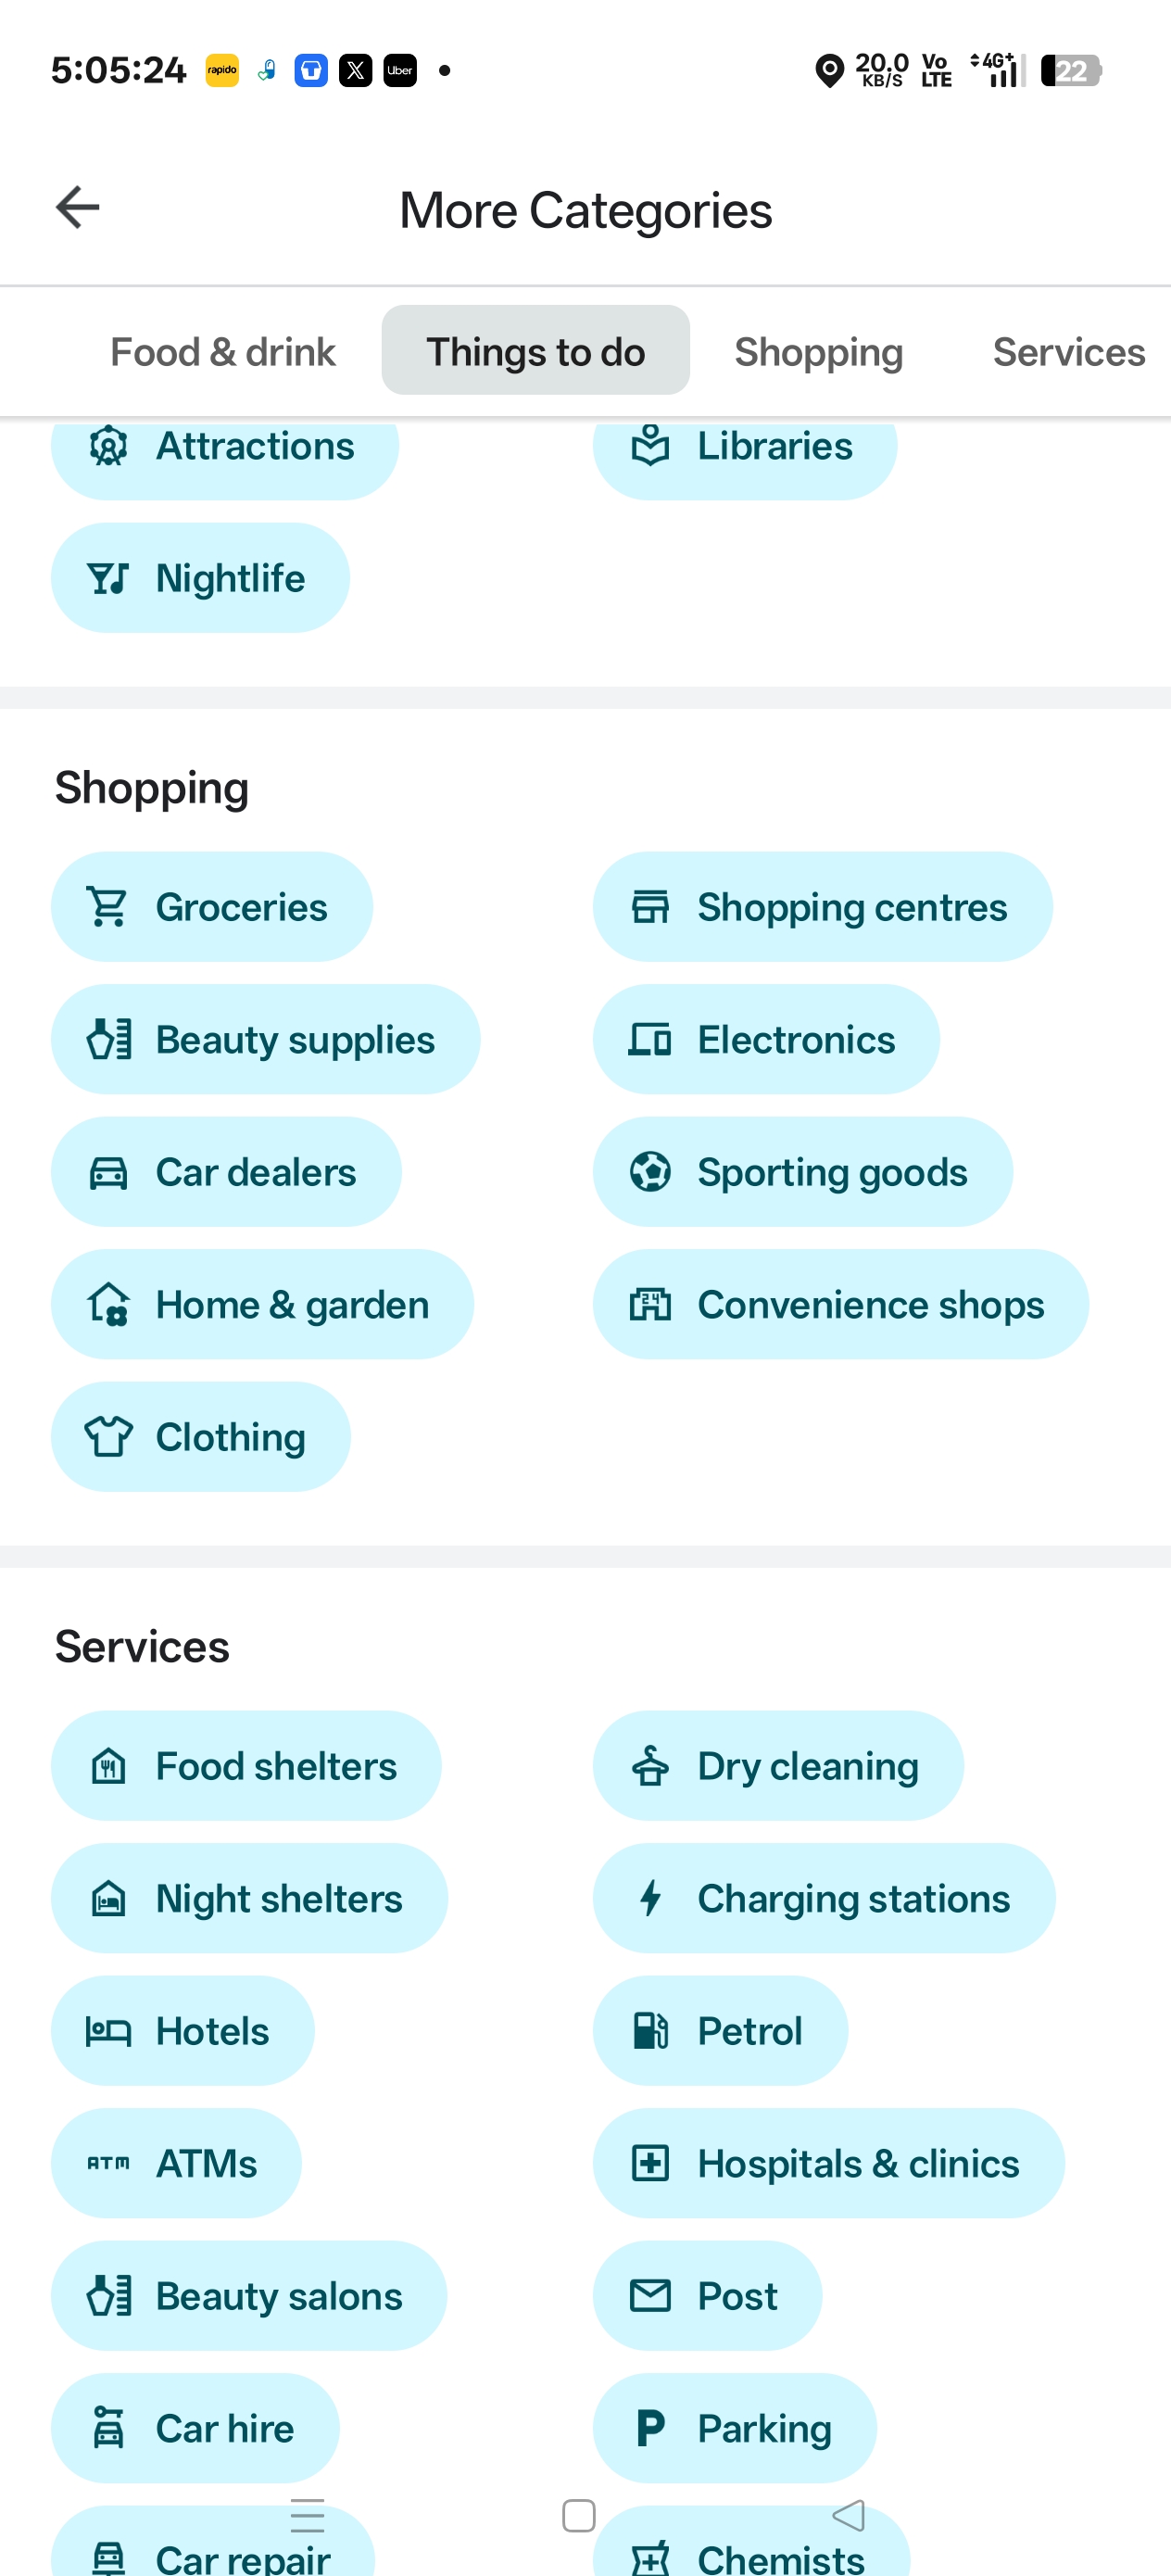 5:05:24 rapido X Uber 20.0 KB/S Vo LTE 4G+ 22
More Categories
Food & drink Things to do Shopping Services
Attractions Libraries
Nightlife
Shopping
Groceries Shopping centres
Beauty supplies Electronics
Car dealers Sporting goods
Home & garden 24 Convenience shops
Clothing
Services
Food shelters Dry cleaning
Night shelters Charging stations
Hotels Petrol
ATM ATMs Hospitals & clinics
Beauty salons Post
Car hire P Parking
Car repair Chemists